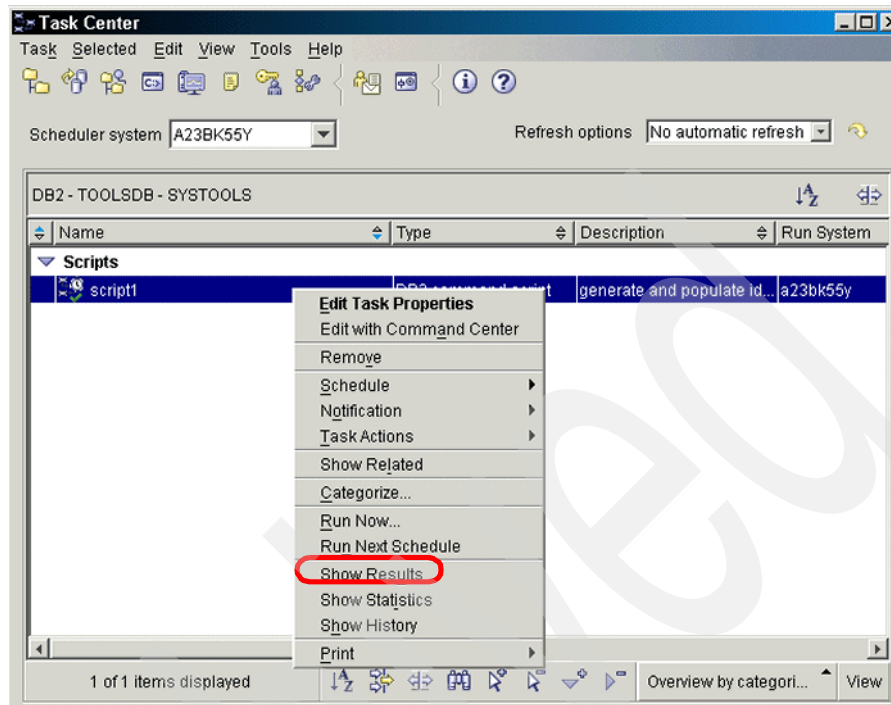 Task Center
Task Selected Edit View Tools Help
Scheduler system A23BK55Y Refresh options No automatic refresh
DB2 - TOOLSDB - SYSTOOLS
Name Type Description Run System
Scripts
script1 DB2 command script generate and populate id... a23bk55y
Edit Task Properties
Edit with Command Center
Remove
Schedule
Notification
Task Actions
Show Related
Categorize...
Run Now...
Run Next Schedule
Show Results
Show Statistics
Show History
Print
1 of 1 items displayed Overview by categori... View